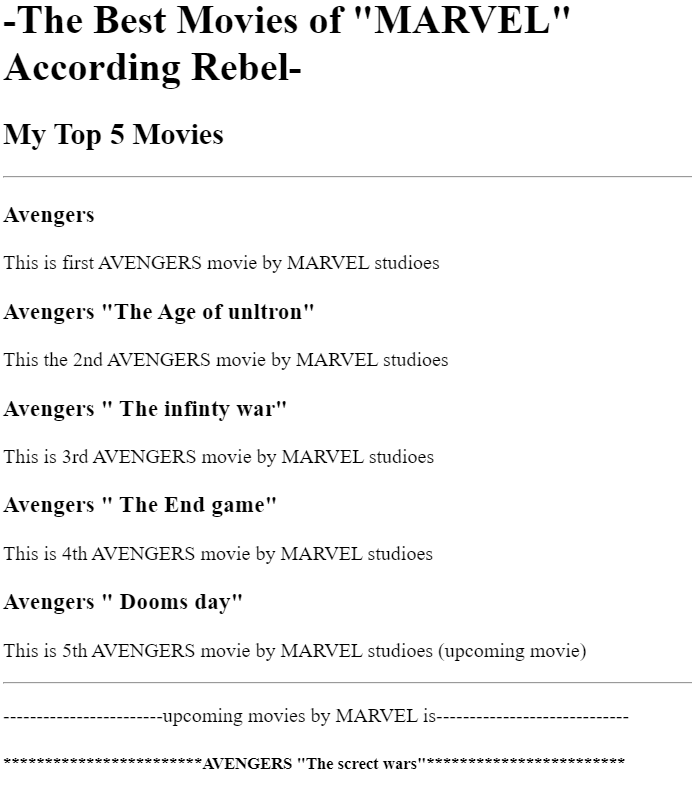 -The Best Movies of "MARVEL"
According Rebel-
My Top 5 Movies
Avengers
This is first AVENGERS movie by MARVEL studioes
Avengers "The Age of unltron"
This the 2nd AVENGERS movie by MARVEL studioes
Avengers " The infinty war"
This is 3rd AVENGERS movie by MARVEL studioes
Avengers " The End game"
This is 4th AVENGERS movie by MARVEL studioes
Avengers " Dooms day"
This is 5th AVENGERS movie by MARVEL studioes (upcoming movie)
------------------------upcoming movies by MARVEL is-----------------------------
************************AVENGERS "The screct wars"************************